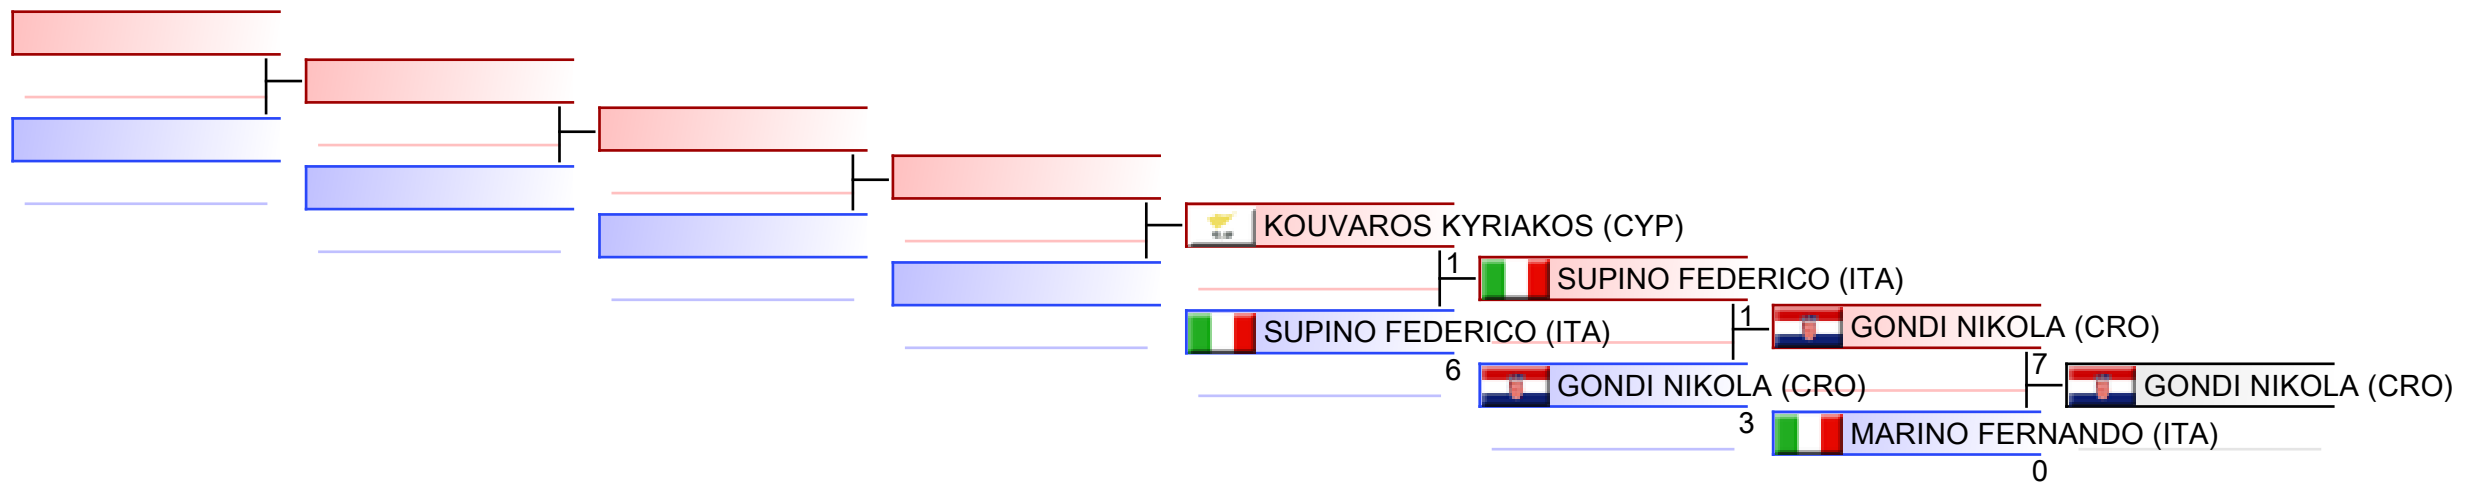 KOUVAROS KYRIAKOS (CYP)
1
SUPINO FEDERICO (ITA)
SUPINO FEDERICO (ITA)
6
1
GONDI NIKOLA (CRO)
GONDI NIKOLA (CRO)
3
7
GONDI NIKOLA (CRO)
MARINO FERNANDO (ITA)
0